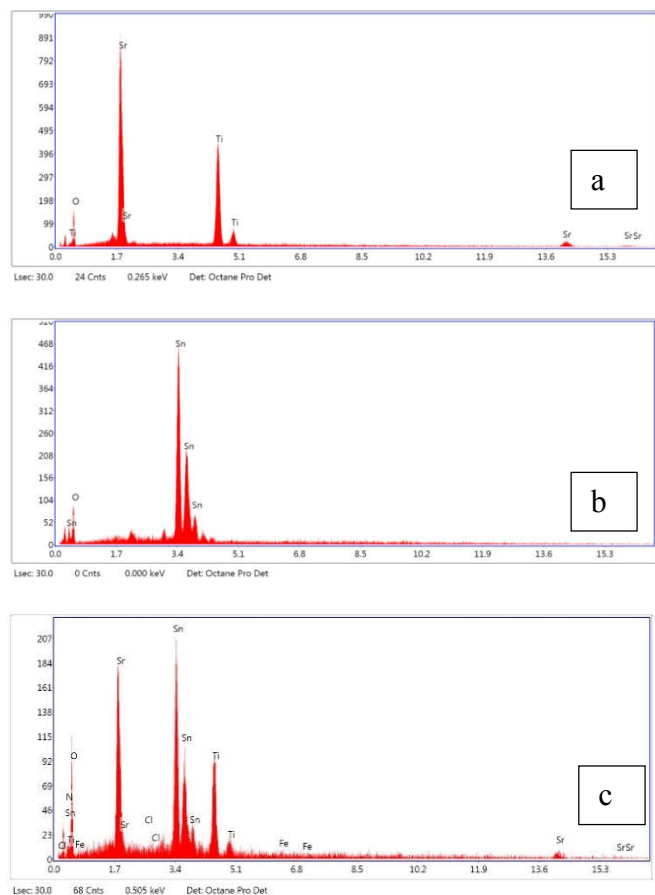 990
891
792
693
594
495
396
298
198
99
0
Sr
O
Ti
Sr
Ti
Ti
Sr
Sr Sr
a
0.0 1.7 3.4 5.1 6.8 8.5 10.2 11.9 13.6 15.3
Lsec: 30.0 24 Cnts 0.265 keV Det: Octane Pro Det
520
468
416
364
312
260
208
156
104
52
0
Sn
Sn
Sn
O
Sn
b
0.0 1.7 3.4 5.1 6.8 8.5 10.2 11.9 13.6 15.3
Lsec: 30.0 0 Cnts 0.000 keV Det: Octane Pro Det
207
184
161
138
115
92
69
46
23
0
Sn
Sr
Sn
O
Ti
N
Sn
Cl
Sr
Sn
Cl
Ti
Ti
Cl
Fe
Fe
Fe
Sr
Sr Sr
c
0.0 1.7 3.4 5.1 6.8 8.5 10.2 11.9 13.6 15.3
Lsec: 30.0 68 Cnts 0.505 keV Det: Octane Pro Det